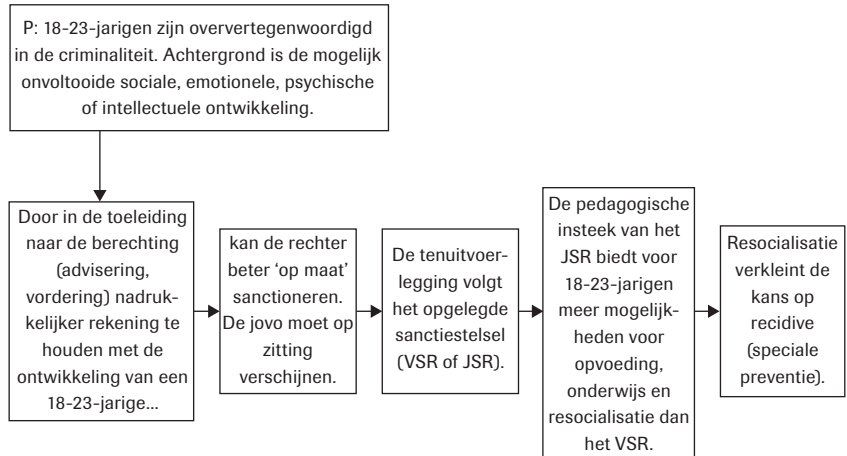 P: 18-23-jarigen zijn oververtegenwoordigd
in de criminaliteit. Achtergrond is de mogelijk
onvoltooide sociale, emotionele, psychische
of intellectuele ontwikkeling.
Door in de toeleiding
naar de berechting
(advisering,
vordering) nadruk-
kelijker rekening te
houden met de
ontwikkeling van een
18-23-jarige...
kan de rechter
beter ‘op maat’
sanctioneren.
De jovo moet op
zitting
verschijnen.
De tenuitvoer-
legging volgt
het opgelegde
sanctiestelsel
(VSR of JSR).
De pedagogische
insteek van het
JSR biedt voor
18-23-jarigen
meer mogelijk-
heden voor
opvoeding,
onderwijs en
resocialisatie dan
het VSR.
Resocialisatie
verkleint de
kans op
recidive
(speciale
preventie).